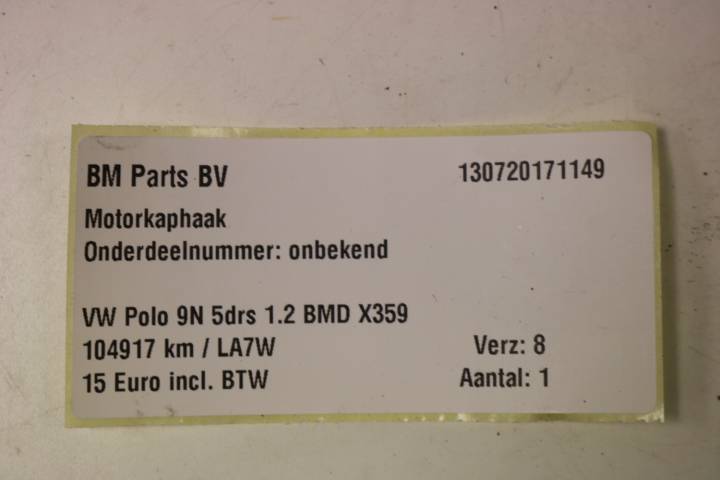 BM Parts BV 130720171149
Motorkaphaak
Onderdeelnummer: onbekend
VW Polo 9N 5drs 1.2 BMD X359
104917 km / LA7W Verz: 8
15 Euro incl. BTW Aantal: 1